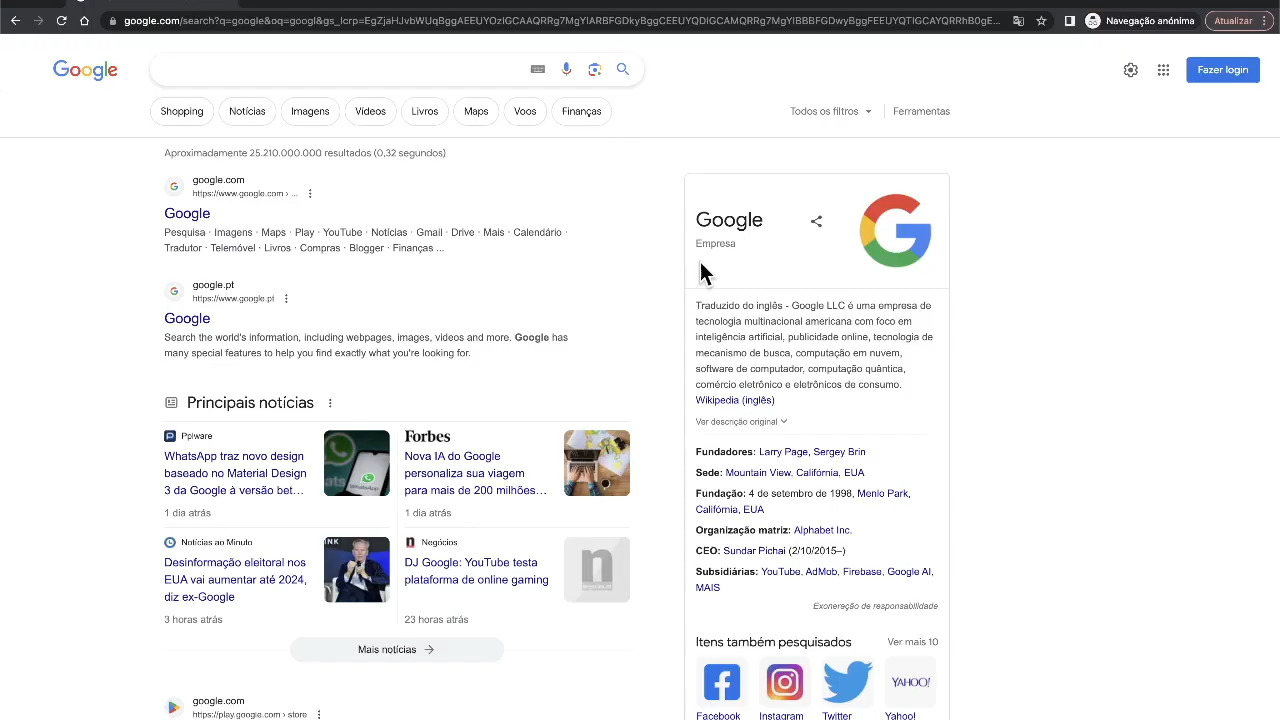 google.com/search?q=google&oq=googl&gs_lcrp=EgZjaHJvbWUqBggAEEUYOzIGCAAQRRg7MgYIARBFGDkyBggCEEUYQDIGCAMQRRg7MgYIBBBFGDwyBggFEEUYQTIGCAYQRRhB0gE...
Navegação anónima
Atualizar
Google
Fazer login
Shopping
Notícias
Imagens
Vídeos
Livros
Maps
Voos
Finanças
Todos os filtros
Ferramentas
Aproximadamente 25.210.000.000 resultados (0,32 segundos)
google.com
https://www.google.com › ...
Google
Pesquisa · Imagens · Maps · Play · YouTube · Notícias · Gmail · Drive · Mais · Calendário ·
Tradutor · Telemóvel · Livros · Compras · Blogger · Finanças ...
google.pt
https://www.google.pt
Google
Search the world's information, including webpages, images, videos and more. Google has
many special features to help you find exactly what you're looking for.
Principais notícias
Pplware
WhatsApp traz novo design
baseado no Material Design
3 da Google à versão bet...
1 dia atrás
Forbes
Nova IA do Google
personaliza sua viagem
para mais de 200 milhões...
1 dia atrás
Notícias ao Minuto
Desinformação eleitoral nos
EUA vai aumentar até 2024,
diz ex-Google
3 horas atrás
Negócios
DJ Google: YouTube testa
plataforma de online gaming
23 horas atrás
Mais notícias
google.com
https://play.google.com › store
Google
Empresa
Traduzido do inglês - Google LLC é uma empresa de
tecnologia multinacional americana com foco em
inteligência artificial, publicidade online, tecnologia de
mecanismo de busca, computação em nuvem,
software de computador, computação quântica,
comércio eletrônico e eletrônicos de consumo.
Wikipedia (inglês)
Ver descrição original
Fundadores: Larry Page, Sergey Brin
Sede: Mountain View, Califórnia, EUA
Fundação: 4 de setembro de 1998, Menlo Park,
Califórnia, EUA
Organização matriz: Alphabet Inc.
CEO: Sundar Pichai (2/10/2015–)
Subsidiárias: YouTube, AdMob, Firebase, Google AI,
MAIS
Exoneração de responsabilidade
Itens também pesquisados
Ver mais 10
YAHOO!
Facebook
Instagram
Twitter
Yahoo!